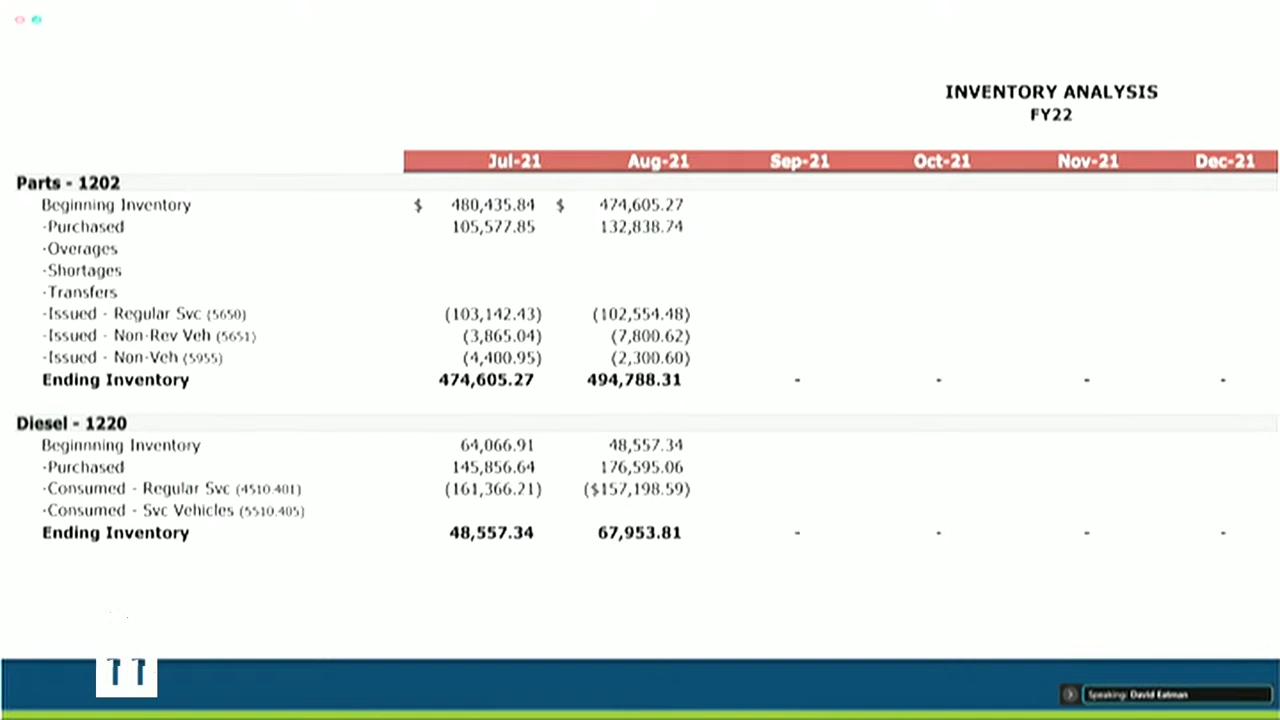 INVENTORY ANALYSIS
FY22
Jul-21 Aug-21 Sep-21 Oct-21 Nov-21 Dec-21
Parts - 1202
Beginning Inventory $ 480,435.84 $ 474,605.27
-Purchased 105,577.85 132,838.74
-Overages
-Shortages
-Transfers
-Issued - Regular Svc (5650) (103,142.43) (102,554.48)
-Issued - Non-Rev Veh (5651) (3,865.04) (7,800.62)
-Issued - Non-Veh (5955) (4,400.95) (2,300.60)
Ending Inventory 474,605.27 494,788.31 - - - -
Diesel - 1220
Beginnning Inventory 64,066.91 48,557.34
-Purchased 145,856.64 176,595.06
-Consumed - Regular Svc (4510.401) (161,366.21) ($157,198.59)
-Consumed - Svc Vehicles (5510.405)
Ending Inventory 48,557.34 67,953.81 - - - -
11
Speaking: David Eatman